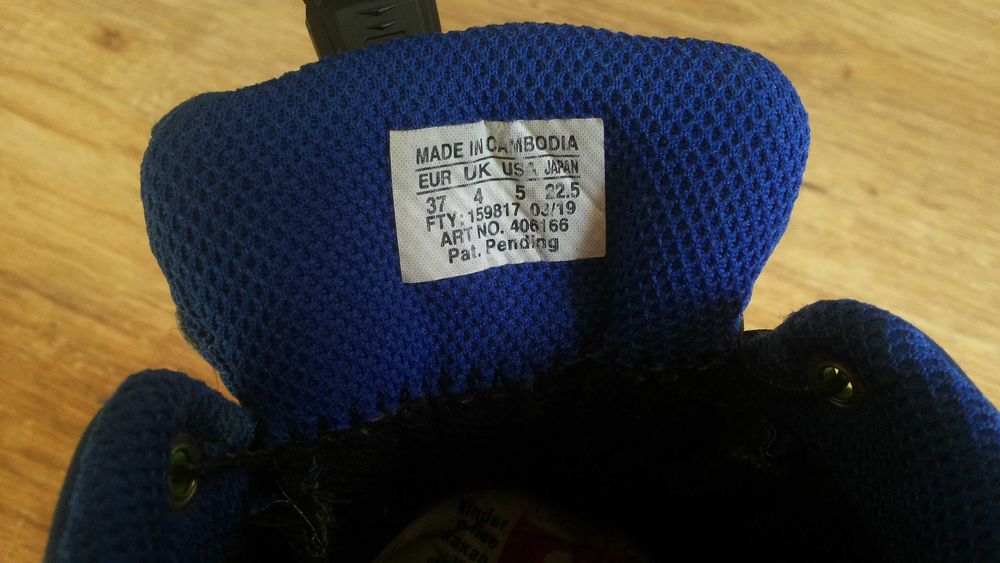 MADE IN CAMBODIA
EUR UK USA JAPAN
37 4 5 22.5
FTY: 159817 03/19
ART NO. 406166
Pat. Pending
Kinder